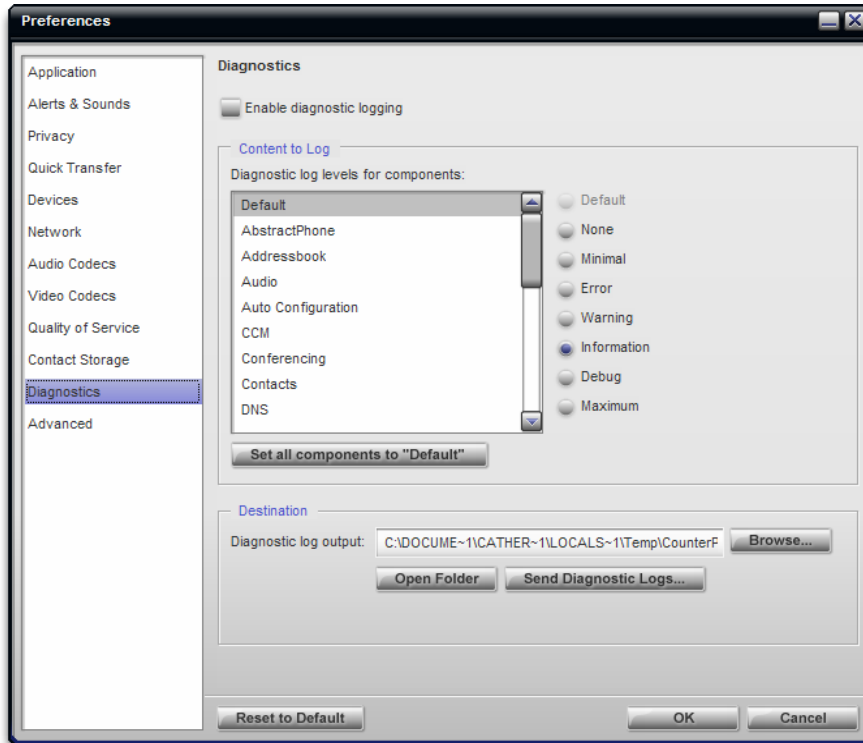 Preferences
Application
Alerts & Sounds
Privacy
Quick Transfer
Devices
Network
Audio Codecs
Video Codecs
Quality of Service
Contact Storage
Diagnostics
Advanced
Diagnostics
Enable diagnostic logging
Content to Log
Diagnostic log levels for components:
Default
AbstractPhone
Addressbook
Audio
Auto Configuration
CCM
Conferencing
Contacts
DNS
Default
None
Minimal
Error
Warning
Information
Debug
Maximum
Set all components to "Default"
Destination
Diagnostic log output: C:\DOCUME~1\CATHER~1\LOCALS~1\Temp\CounterP Browse...
Open Folder Send Diagnostic Logs...
Reset to Default OK Cancel